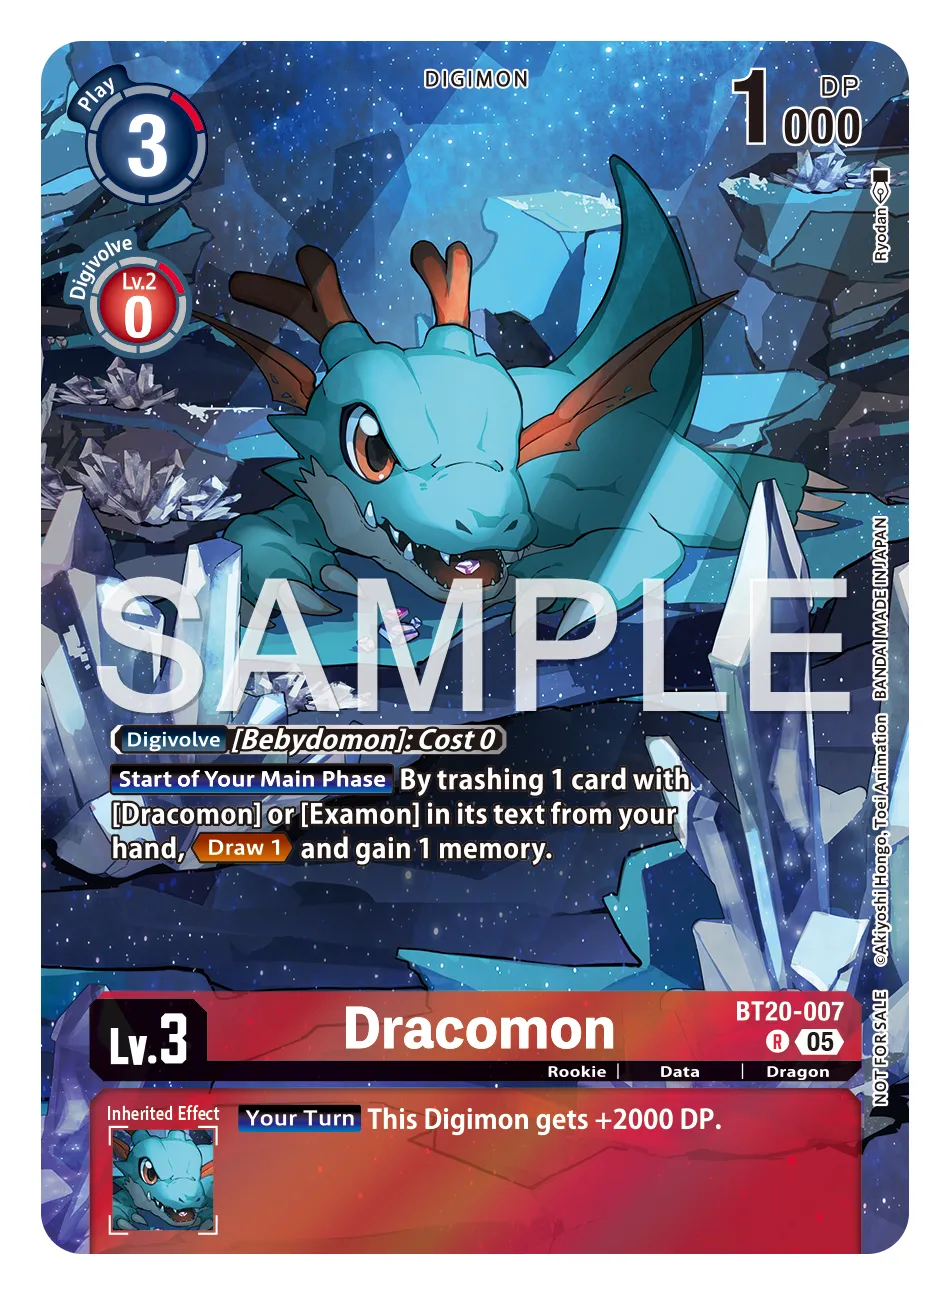 DIGIMON
Play
3
1000
DP
Digivolve
Lv.2
0
Ryodan
SAMPLE
Digivolve [Bebydomon]: Cost 0
Start of Your Main Phase By trashing 1 card with
[Dracomon] or [Examon] in its text from your
hand, Draw 1 and gain 1 memory.
©Akiyoshi Hongo, Toei Animation BANDAI MADE IN JAPAN
NOT FOR SALE
Lv.3
Dracomon
BT20-007
R 05
Rookie | Data | Dragon
Inherited Effect
Your Turn This Digimon gets +2000 DP.